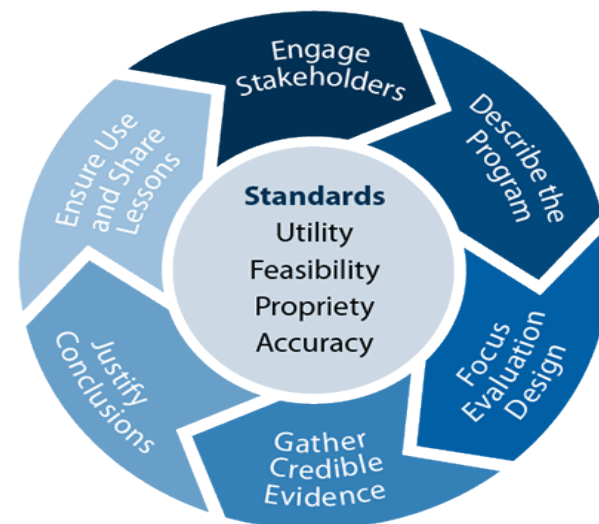 Engage
Stakeholders
Describe the
Program
Focus
Evaluation
Design
Gather
Credible
Evidence
Justify
Conclusions
Ensure Use
and Share
Lessons
Standards
Utility
Feasibility
Propriety
Accuracy